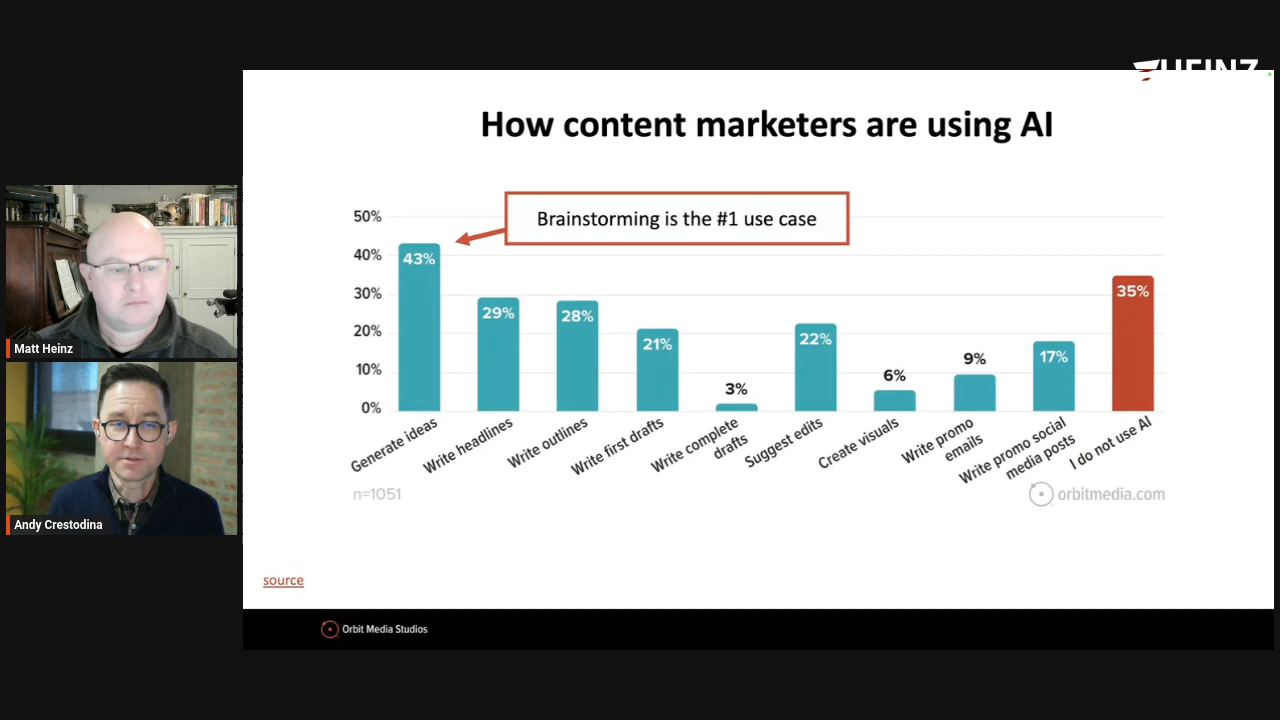 HEINZ
How content marketers are using AI
Brainstorming is the #1 use case
50%
40%
30%
20%
10%
0%
43%
29%
28%
21%
3%
22%
6%
9%
17%
35%
Generate ideas
Write headlines
Write outlines
Write first drafts
Write complete
drafts
Suggest edits
Create visuals
Write promo
emails
Write promo social
media posts
I do not use AI
n=1051
orbitmedia.com
source
Orbit Media Studios
Matt Heinz
Andy Crestodina